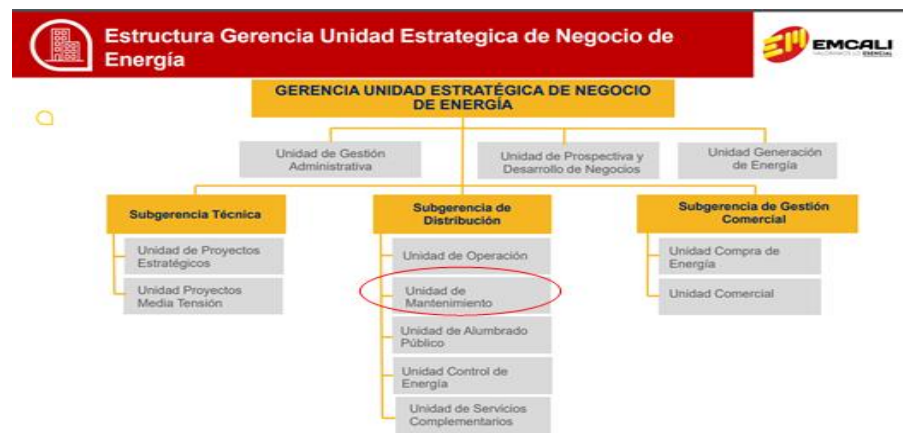 Estructura Gerencia Unidad Estrategica de Negocio de
Energía
EMCALI
GERENCIA UNIDAD ESTRATÉGICA DE NEGOCIO
DE ENERGÍA
Unidad de Gestión
Administrativa
Unidad de Prospectiva y
Desarrollo de Negocios
Unidad Generación
de Energía
Subgerencia Técnica
Unidad de Proyectos
Estratégicos
Unidad Proyectos
Media Tensión
Subgerencia de
Distribución
Unidad de Operación
Unidad de
Mantenimiento
Unidad de Alumbrado
Público
Unidad Control de
Energía
Unidad de Servicios
Complementarios
Subgerencia de Gestión
Comercial
Unidad Compra de
Energía
Unidad Comercial